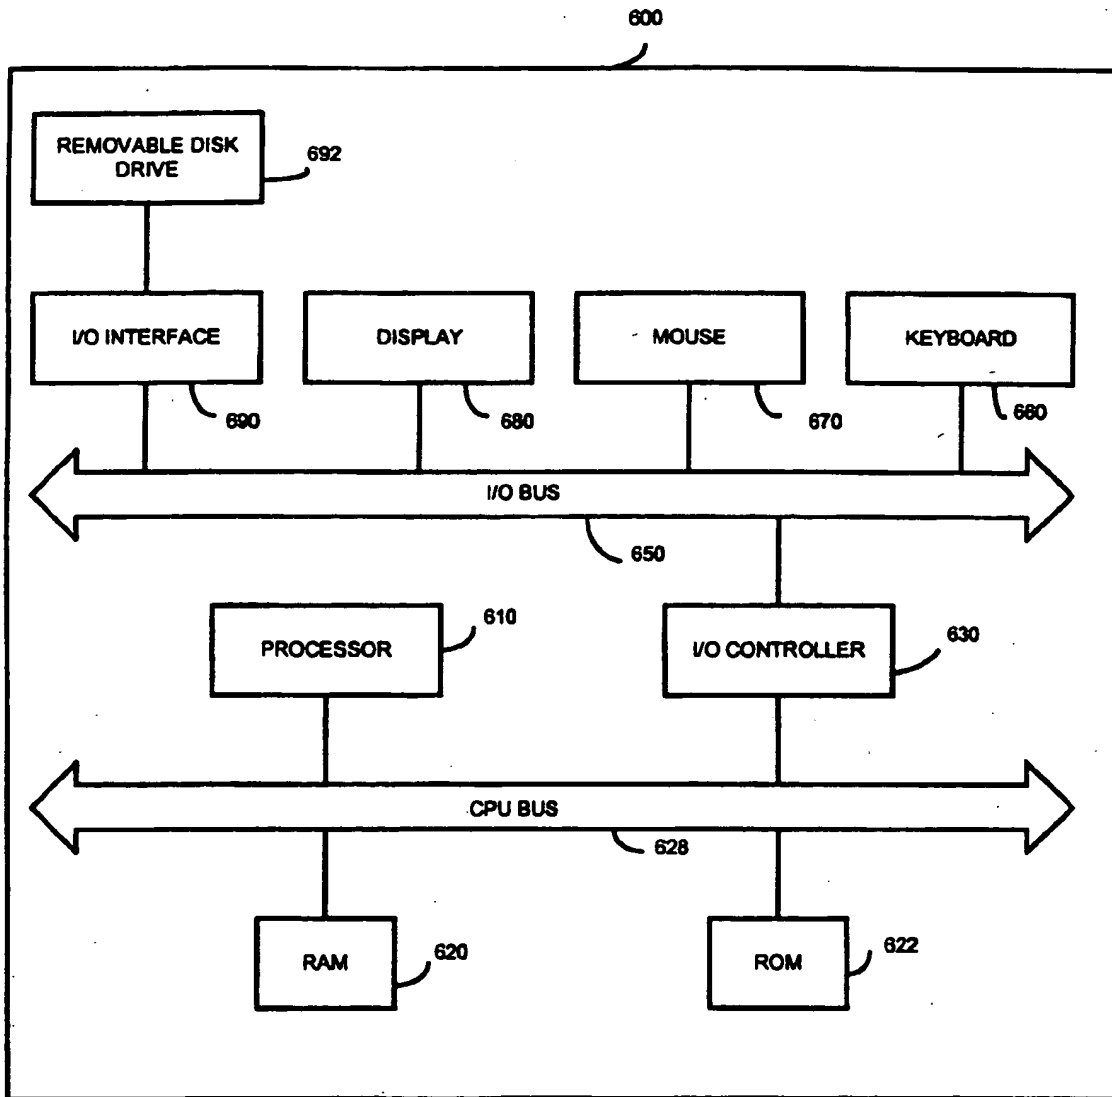 600
REMOVABLE DISK
DRIVE
692
I/O INTERFACE
DISPLAY
MOUSE
KEYBOARD
690
680
670
660
I/O BUS
650
PROCESSOR
610
I/O CONTROLLER
630
CPU BUS
628
RAM
620
ROM
622